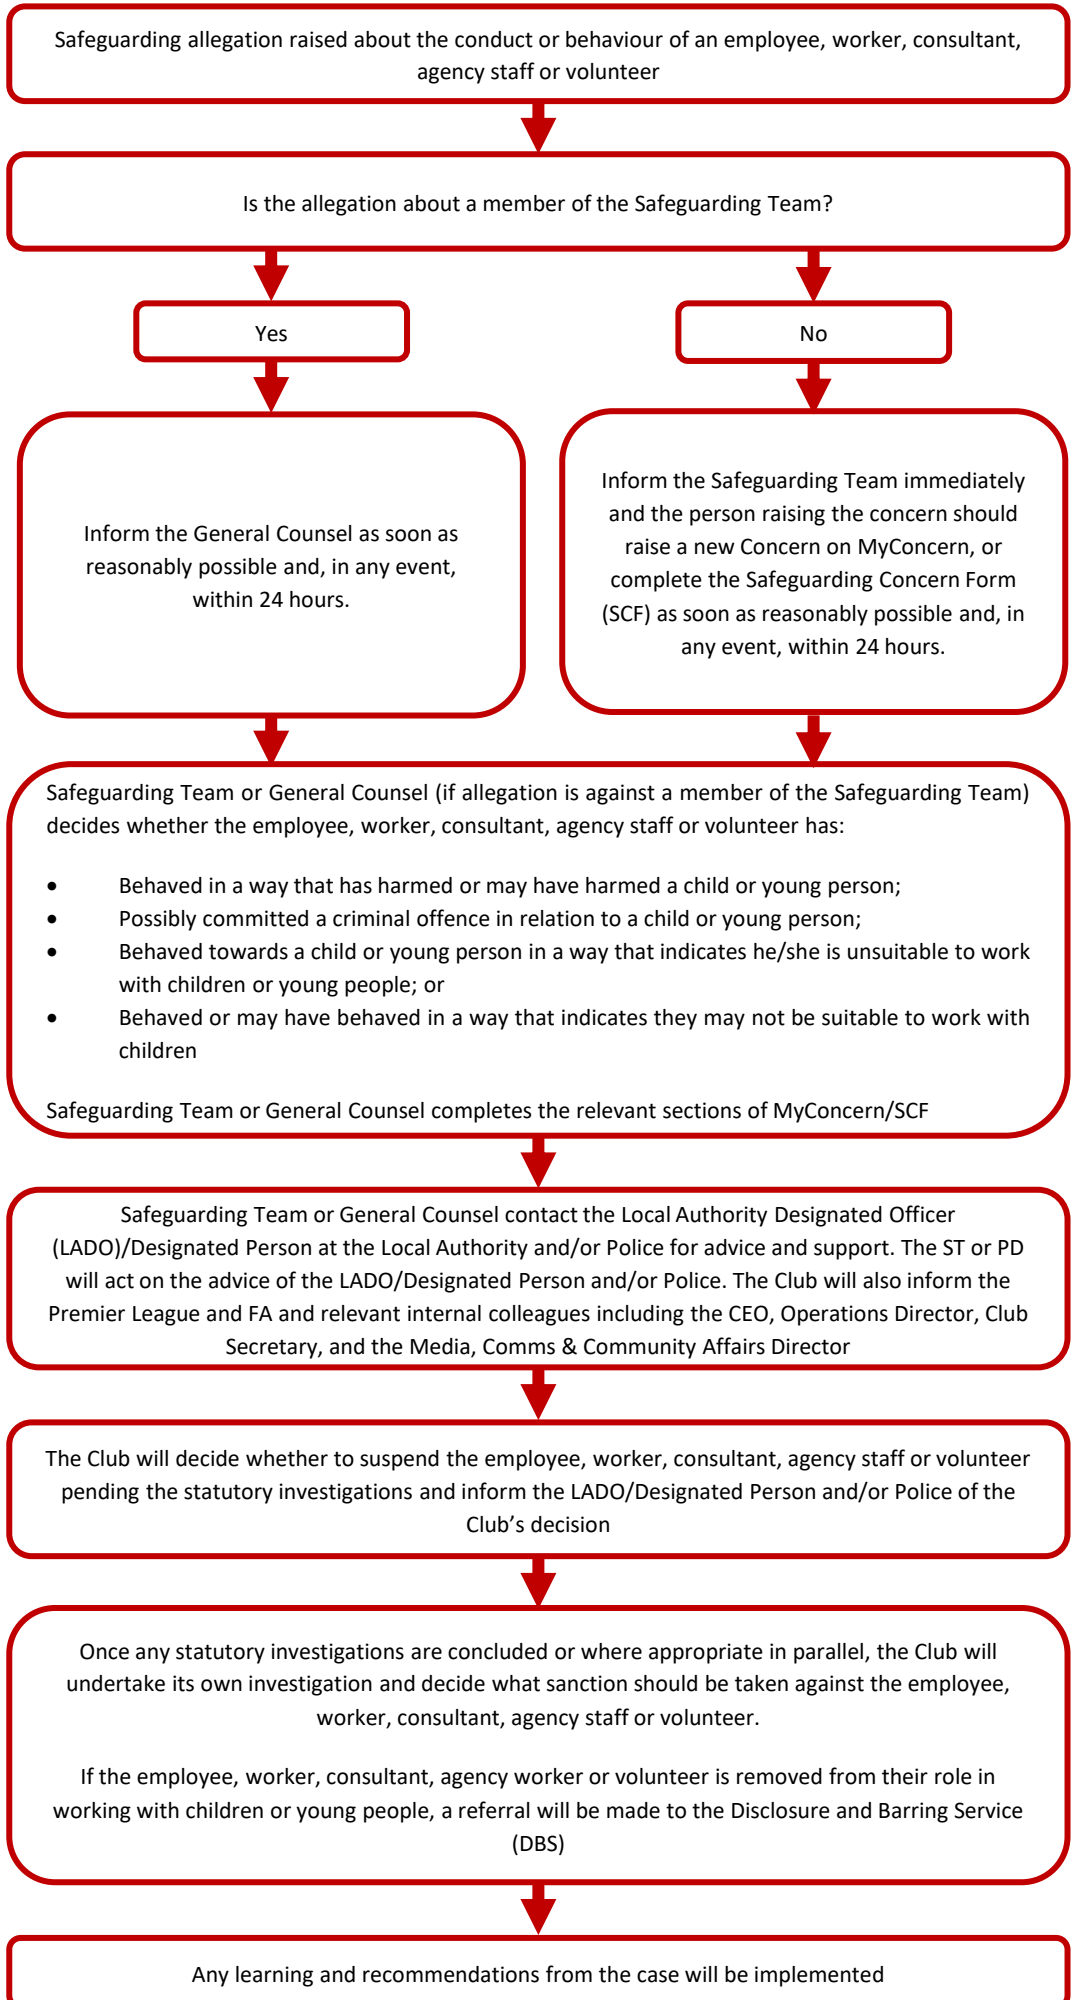 Safeguarding allegation raised about the conduct or behaviour of an employee, worker, consultant,
agency staff or volunteer
Is the allegation about a member of the Safeguarding Team?
Yes
No
Inform the General Counsel as soon as
reasonably possible and, in any event,
within 24 hours.
Inform the Safeguarding Team immediately
and the person raising the concern should
raise a new Concern on MyConcern, or
complete the Safeguarding Concern Form
(SCF) as soon as reasonably possible and, in
any event, within 24 hours.
Safeguarding Team or General Counsel (if allegation is against a member of the Safeguarding Team)
decides whether the employee, worker, consultant, agency staff or volunteer has:
• Behaved in a way that has harmed or may have harmed a child or young person;
• Possibly committed a criminal offence in relation to a child or young person;
• Behaved towards a child or young person in a way that indicates he/she is unsuitable to work
with children or young people; or
• Behaved or may have behaved in a way that indicates they may not be suitable to work with
children
Safeguarding Team or General Counsel completes the relevant sections of MyConcern/SCF
Safeguarding Team or General Counsel contact the Local Authority Designated Officer
(LADO)/Designated Person at the Local Authority and/or Police for advice and support. The ST or PD
will act on the advice of the LADO/Designated Person and/or Police. The Club will also inform the
Premier League and FA and relevant internal colleagues including the CEO, Operations Director, Club
Secretary, and the Media, Comms & Community Affairs Director
The Club will decide whether to suspend the employee, worker, consultant, agency staff or volunteer
pending the statutory investigations and inform the LADO/Designated Person and/or Police of the
Club’s decision
Once any statutory investigations are concluded or where appropriate in parallel, the Club will
undertake its own investigation and decide what sanction should be taken against the employee,
worker, consultant, agency staff or volunteer.
If the employee, worker, consultant, agency worker or volunteer is removed from their role in
working with children or young people, a referral will be made to the Disclosure and Barring Service
(DBS)
Any learning and recommendations from the case will be implemented